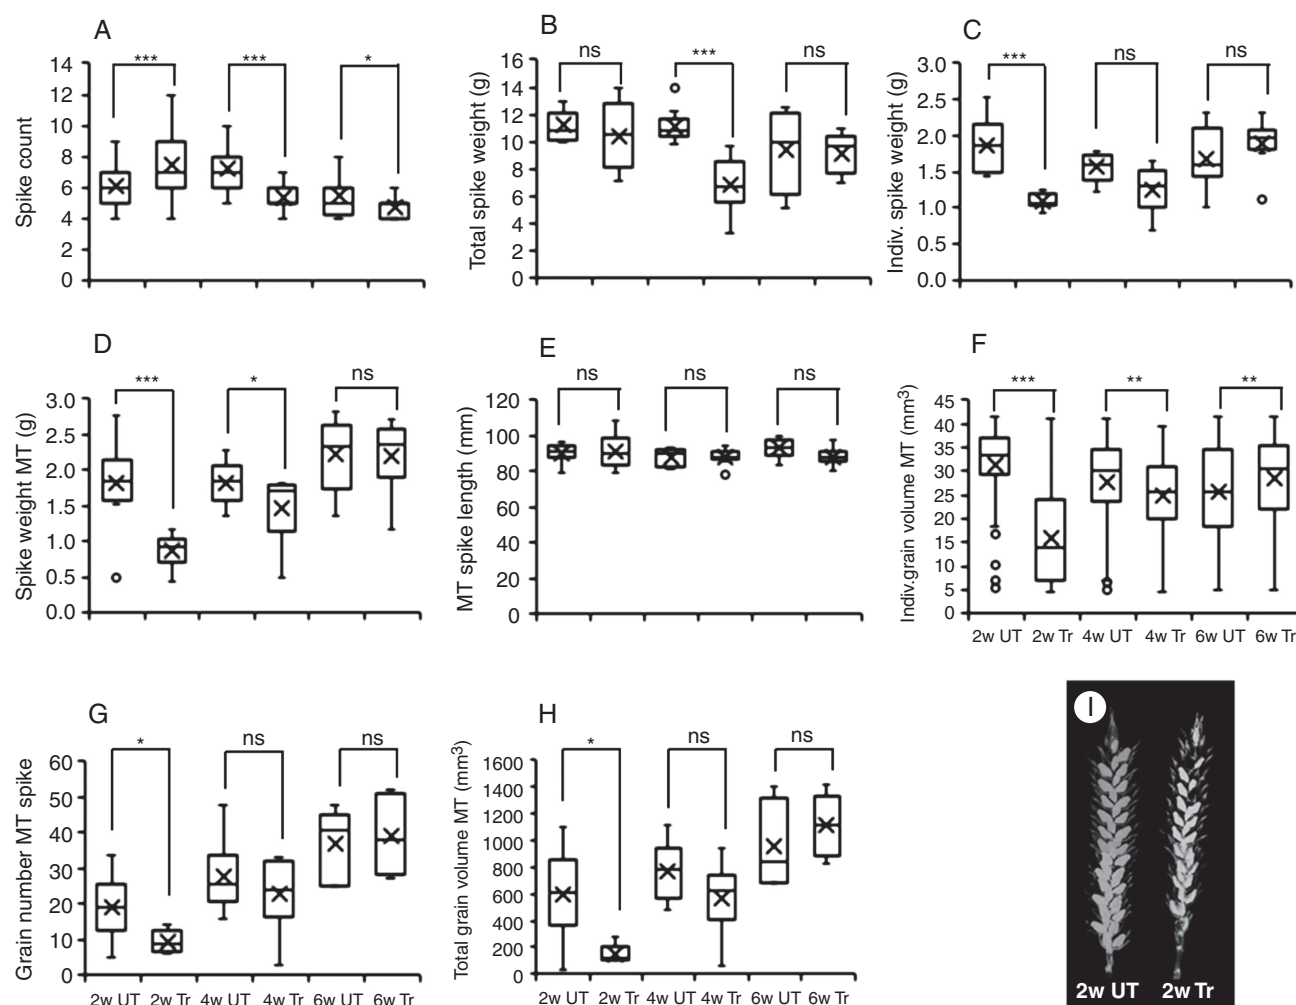 A
Spike count
14
12
10
8
6
4
2
0
***
***
*
B
Total spike weight (g)
16
14
12
10
8
6
4
2
0
ns
***
ns
C
Indiv. spike weight (g)
3.0
2.5
2.0
1.5
1.0
0.5
0.0
***
ns
ns
D
Spike weight MT (g)
3.0
2.5
2.0
1.5
1.0
0.5
0.0
***
*
ns
E
MT spike length (mm)
120
100
80
60
40
20
0
ns
ns
ns
F
Indiv.grain volume MT (mm³)
45
40
35
30
25
20
15
10
5
0
***
**
**
2w UT 2w Tr 4w UT 4w Tr 6w UT 6w Tr
G
Grain number MT spike
60
50
40
30
20
10
0
*
ns
ns
2w UT 2w Tr 4w UT 4w Tr 6w UT 6w Tr
H
Total grain volume MT (mm³)
1600
1400
1200
1000
800
600
400
200
0
*
ns
ns
2w UT 2w Tr 4w UT 4w Tr 6w UT 6w Tr
I
2w UT 2w Tr